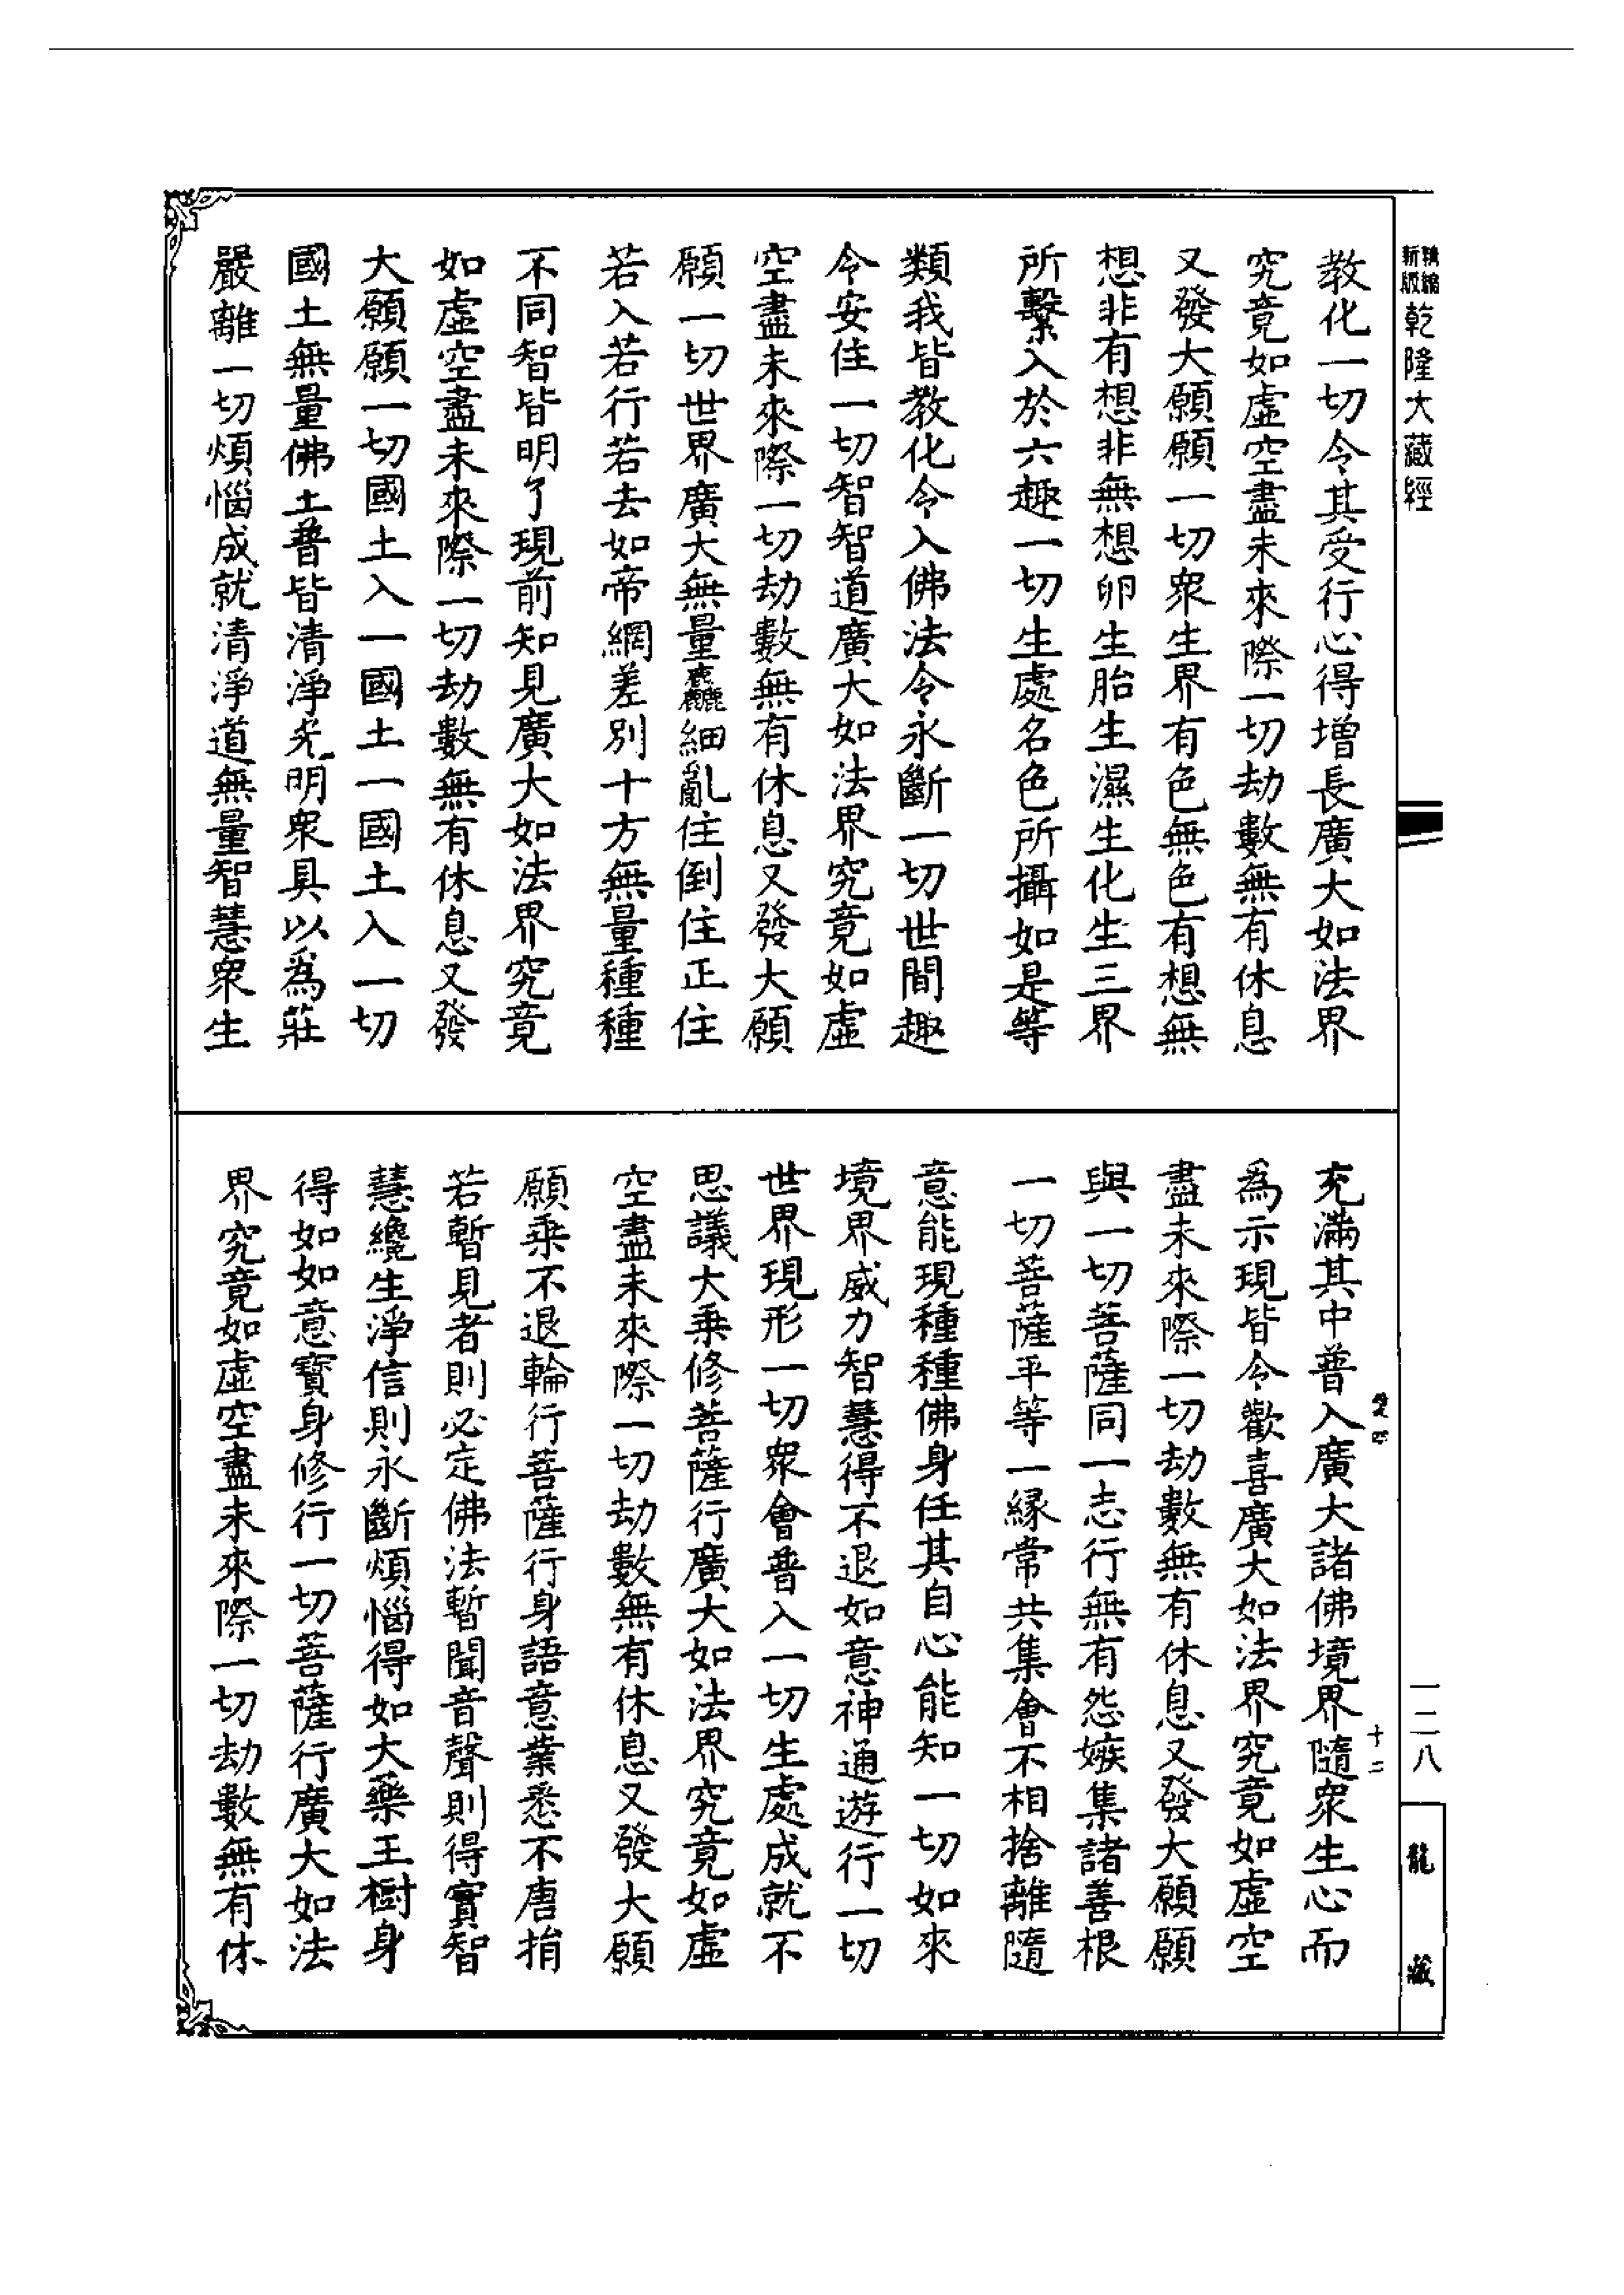 新版精編乾隆大藏經
教化一切令其受行心得增長廣大如法界
究竟如虛空盡未來際一切劫數無有休息
又發大願願一切眾生界有色無色有想無
想非有想非無想卵生胎生濕生化生三界
所繫入於六趣一切生處名色所攝如是等
類我皆教化令入佛法令永斷一切世間趣
令安住一切智智道廣大如法界究竟如虛
空盡未來際一切劫數無有休息又發大願
願一切世界廣大無量麤細亂住倒住正住
若入若行若去如帝網差別十方無量種種
不同智皆明了現前知見廣大如法界究竟
如虛空盡未來際一切劫數無有休息又發
大願願一切國土入一國土一國土入一切
國土無量佛土普皆清淨光明眾具以爲莊
嚴離一切煩惱成就清淨道無量智慧眾生
充滿其中普入廣大諸佛境界隨眾生心而
爲示現皆令歡喜廣大如法界究竟如虛空
盡未來際一切劫數無有休息又發大願願
與一切菩薩同一志行無有怨嫉集諸善根
一切菩薩平等一緣常共集會不相捨離隨
意能現種種佛身任其自心能知一切如來
境界威力智慧得不退如意神通遊行一切
世界現形一切眾會普入一切生處成就不
思議大乘修菩薩行廣大如法界究竟如虛
空盡未來際一切劫數無有休息又發大願
願乘不退輪行菩薩行身語意業悉不唐捐
若暫見者則必定佛法暫聞音聲則得實智
慧纔生淨信則永斷煩惱得如大藥王樹身
得如如意寶身修行一切菩薩行廣大如法
界究竟如虛空盡未來際一切劫數無有休
十二
一二八
龍藏